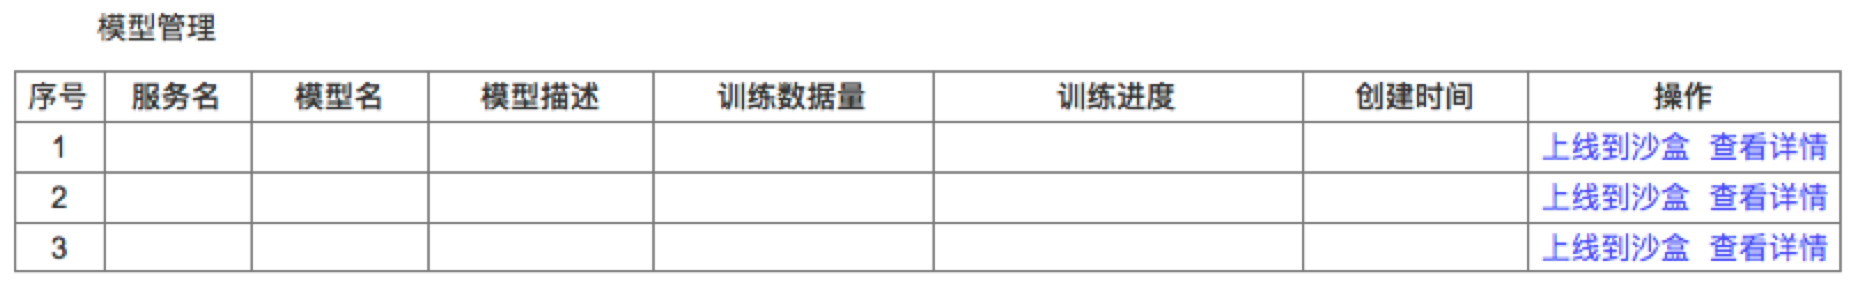 模型管理
序号 服务名 模型名 模型描述 训练数据量 训练进度 创建时间 操作
1 上线到沙盒 查看详情
2 上线到沙盒 查看详情
3 上线到沙盒 查看详情